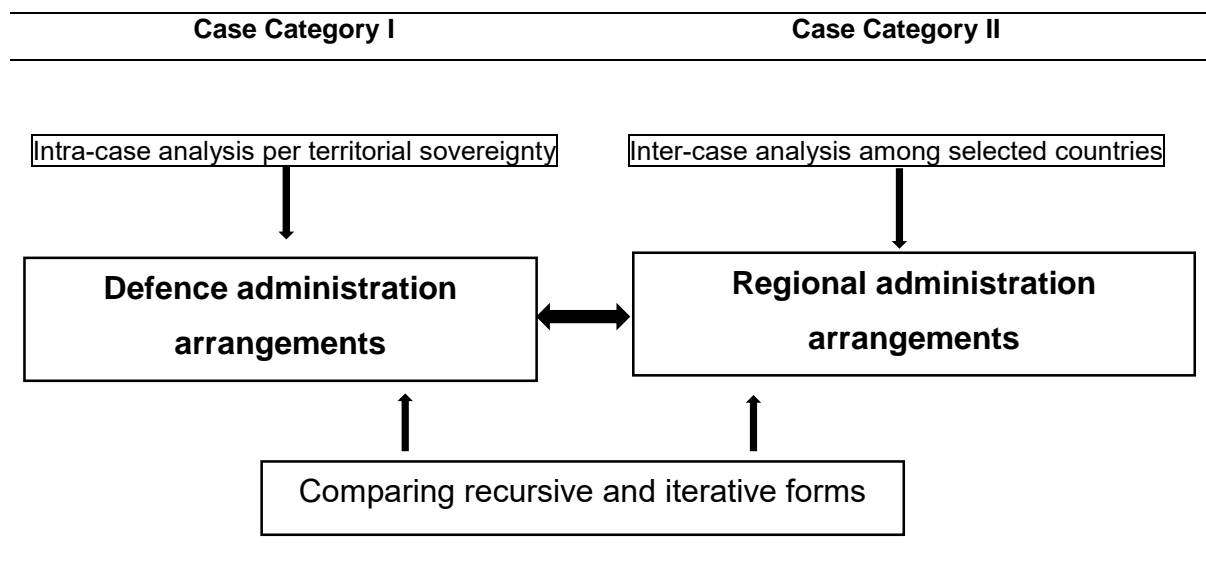 Case Category I
Case Category II
Intra-case analysis per territorial sovereignty
Inter-case analysis among selected countries
Defence administration
arrangements
Regional administration
arrangements
Comparing recursive and iterative forms